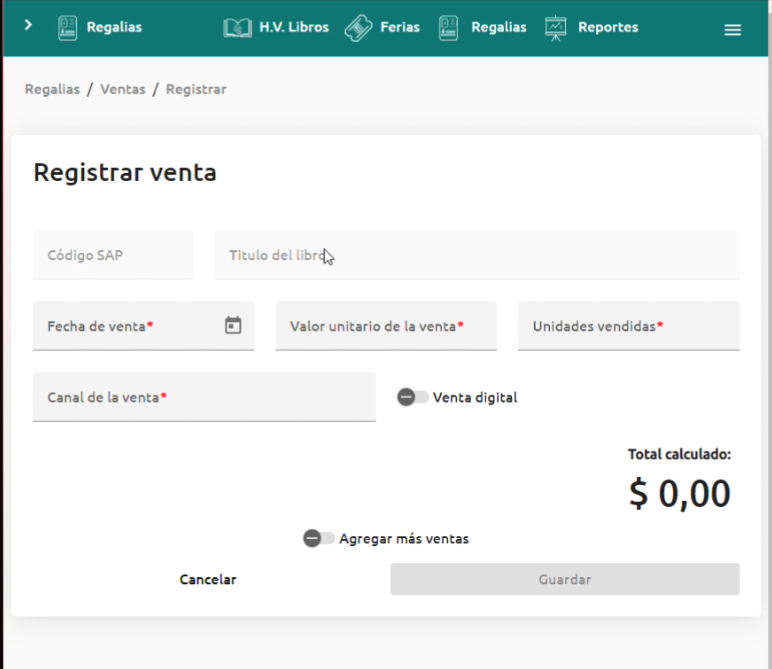 Regalias H.V. Libros Ferias Regalias Reportes
Regalias / Ventas / Registrar
Registrar venta
Código SAP Titulo del libro
Fecha de venta* Valor unitario de la venta* Unidades vendidas*
Canal de la venta* Venta digital
Total calculado:
$ 0,00
Agregar más ventas
Cancelar Guardar